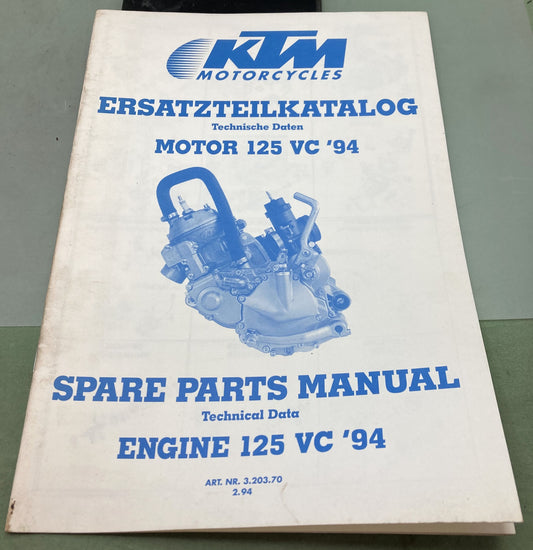 KTM
MOTORCYCLES
ERSATZTEILKATALOG
Technische Daten
MOTOR 125 VC '94
SPARE PARTS MANUAL
Technical Data
ENGINE 125 VC '94
ART. NR. 3.203.70
2.94